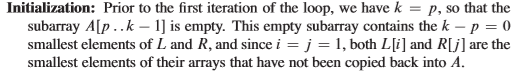 Initialization: Prior to the first iteration of the loop, we have k = p, so that the
subarray A[p . . k − 1] is empty. This empty subarray contains the k − p = 0
smallest elements of L and R, and since i = j = 1, both L[i] and R[j] are the
smallest elements of their arrays that have not been copied back into A.